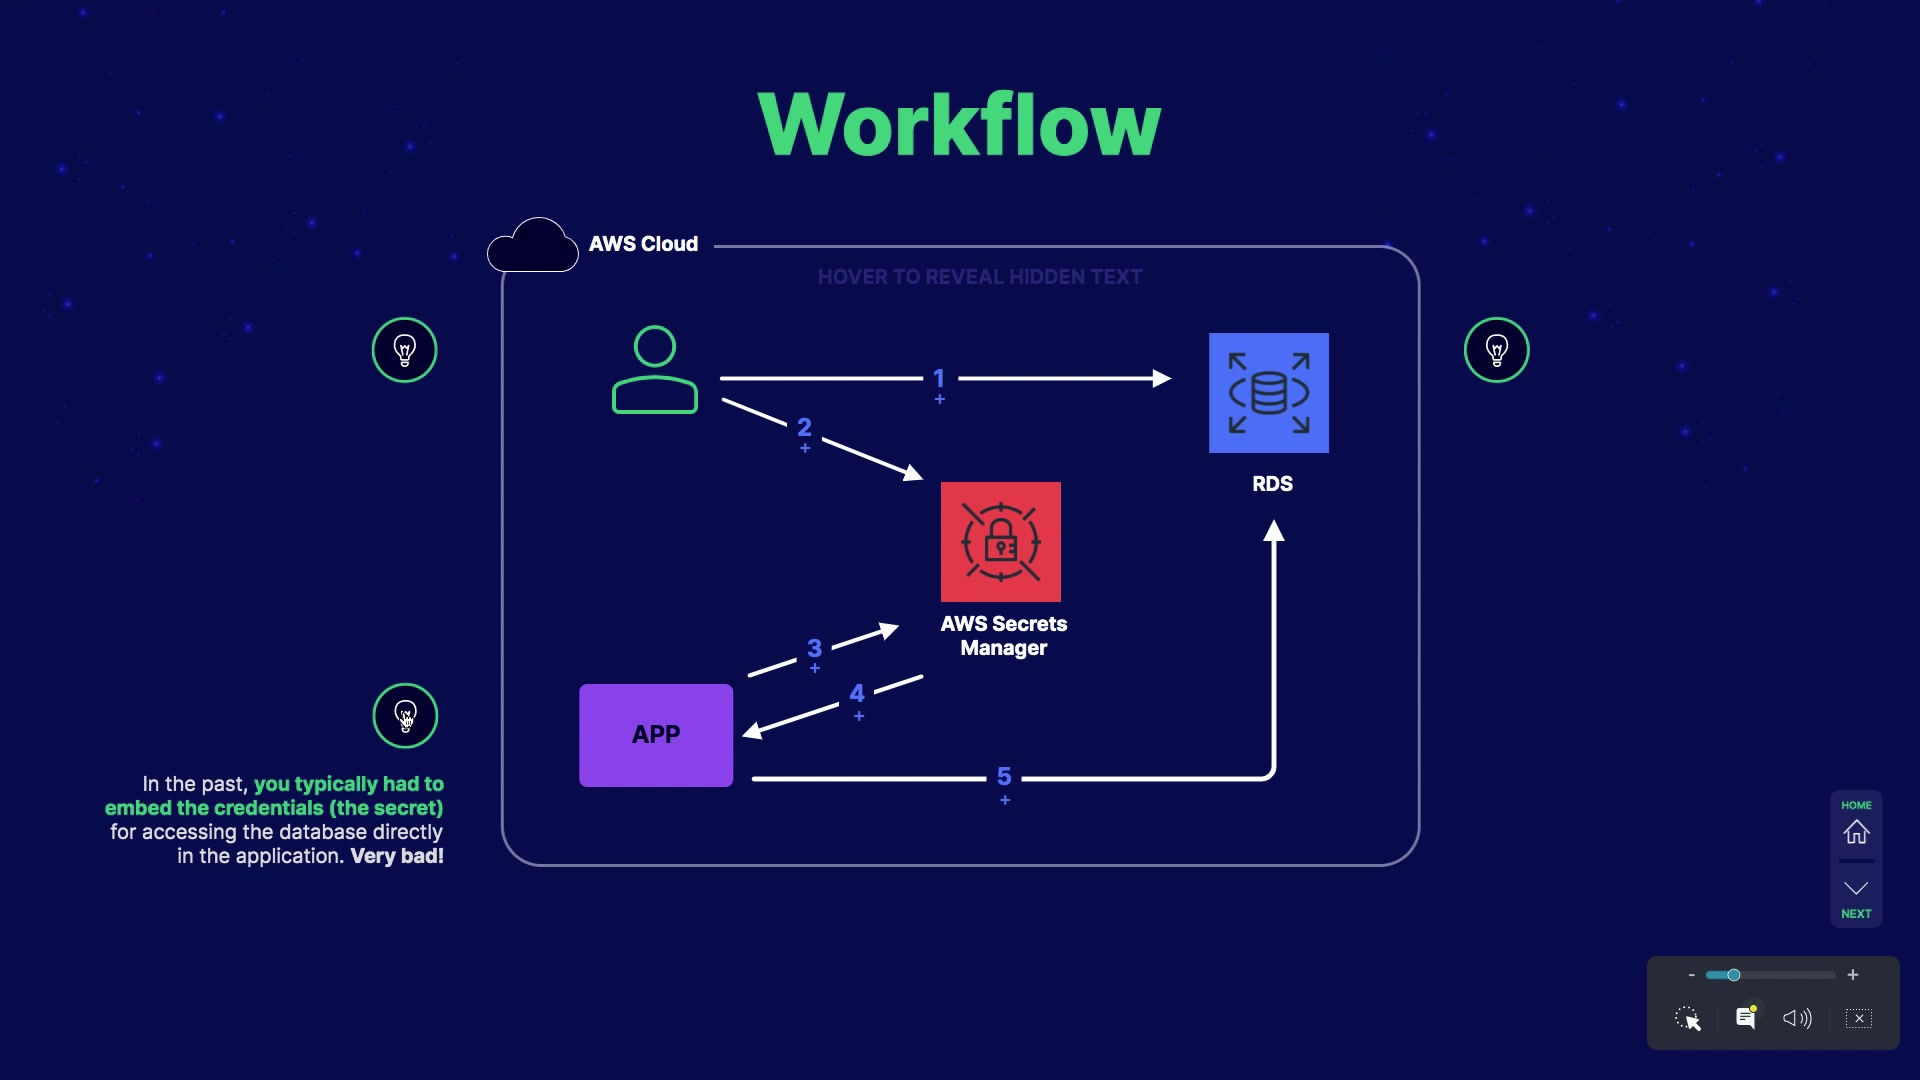 Workflow
AWS Cloud
HOVER TO REVEAL HIDDEN TEXT
1
+
2
+
RDS
AWS Secrets
Manager
3
+
4
+
APP
5
+
In the past, you typically had to
embed the credentials (the secret)
for accessing the database directly
in the application. Very bad!
HOME
NEXT
- +